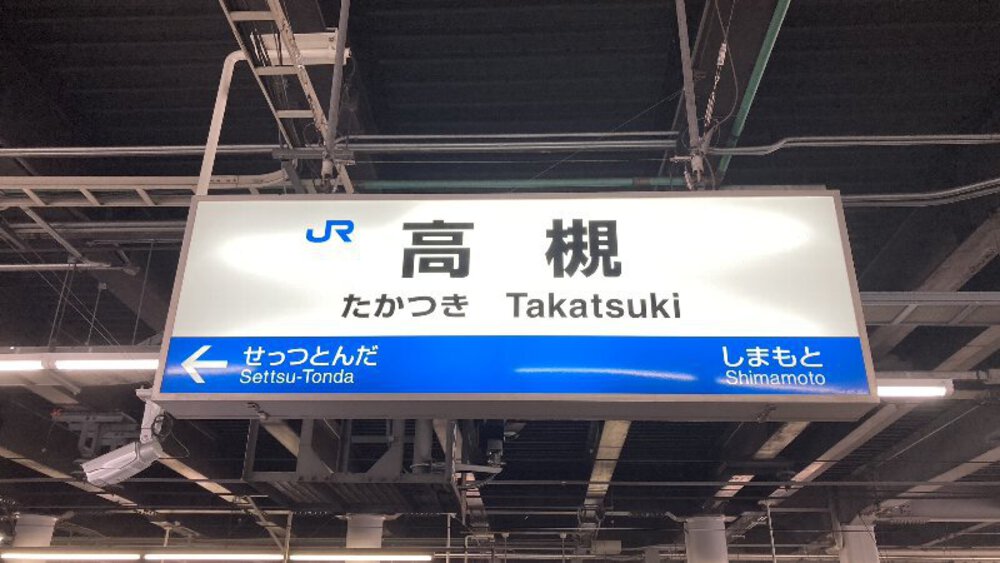 JR 高槻
たかつき Takatsuki
← せっつとんだ しまもと
Settsu-Tonda Shimamoto